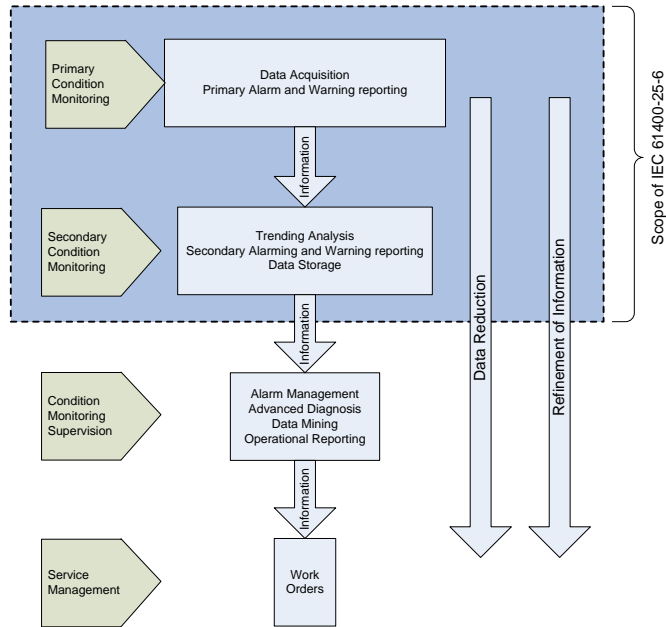 Primary
Condition
Monitoring
Data Acquisition
Primary Alarm and Warning reporting
Information
Secondary
Condition
Monitoring
Trending Analysis
Secondary Alarming and Warning reporting
Data Storage
Information
Condition
Monitoring
Supervision
Alarm Management
Advanced Diagnosis
Data Mining
Operational Reporting
Information
Service
Management
Work
Orders
Data Reduction
Refinement of Information
Scope of IEC 61400-25-6